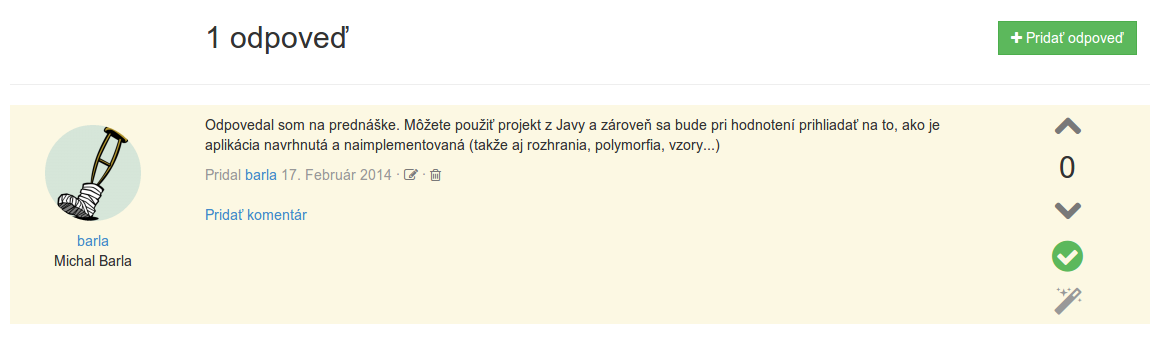 1 odpoveď
Pridať odpoveď
Odpovedal som na prednáške. Môžete použiť projekt z Javy a zároveň sa bude pri hodnotení prihliadať na to, ako je
aplikácia navrhnutá a naimplementovaná (takže aj rozhrania, polymorfia, vzory...)
Pridal barla 17. Február 2014 · ·
Pridať komentár
0
barla
Michal Barla